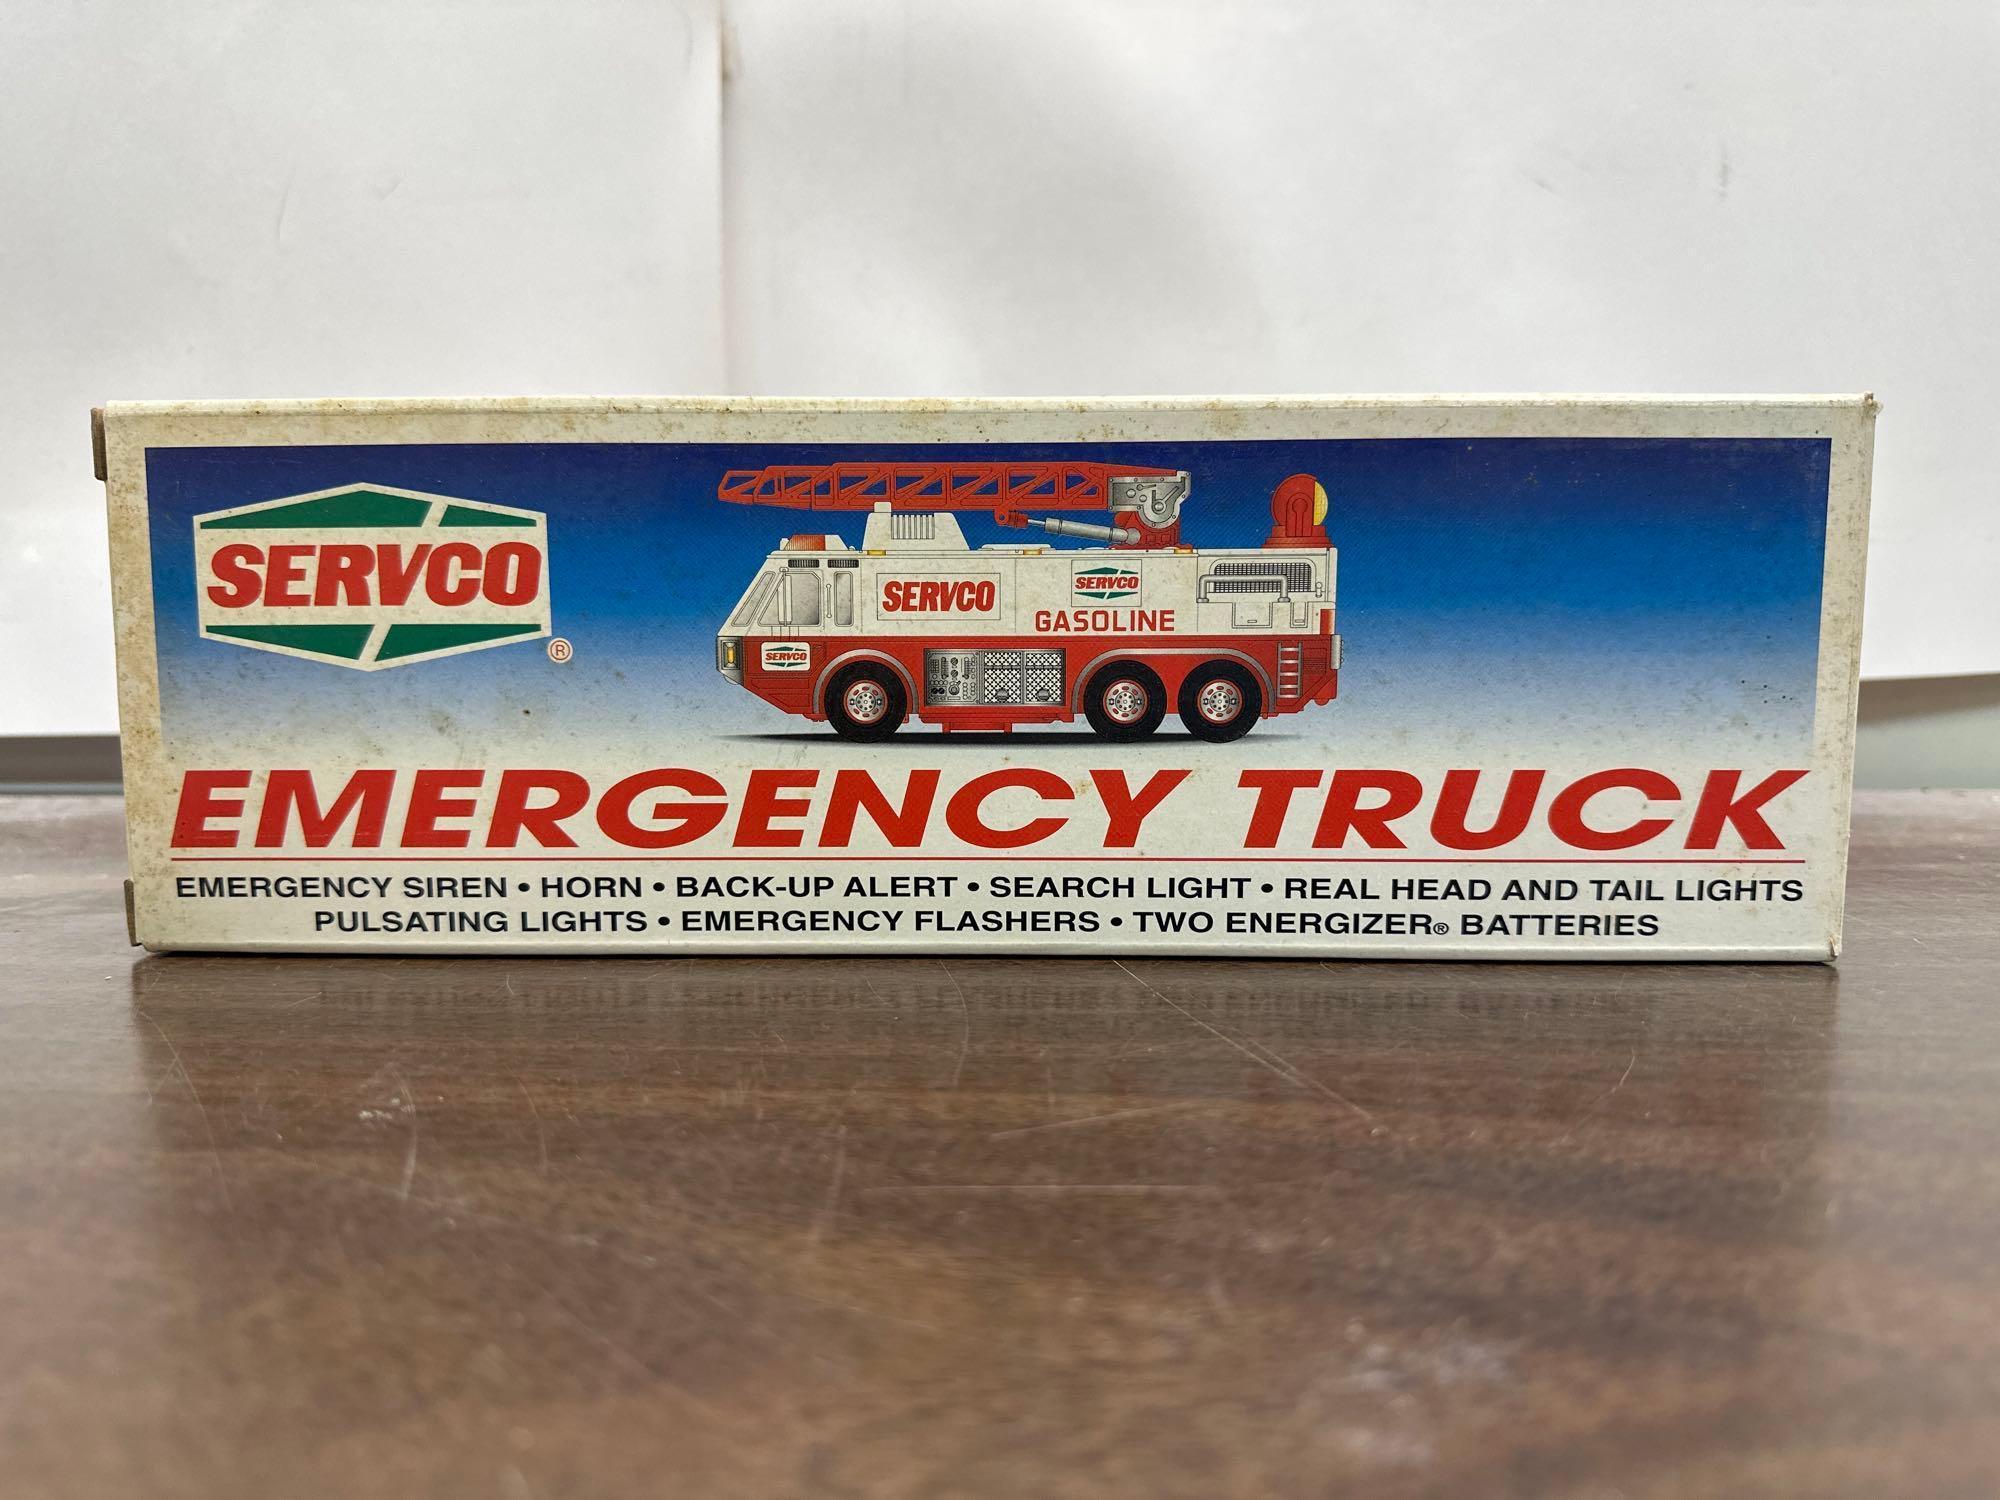 SERVCO
®
SERVCO
SERVCO
GASOLINE
SERVCO
EMERGENCY TRUCK
EMERGENCY SIREN • HORN • BACK-UP ALERT • SEARCH LIGHT • REAL HEAD AND TAIL LIGHTS
PULSATING LIGHTS • EMERGENCY FLASHERS • TWO ENERGIZER® BATTERIES